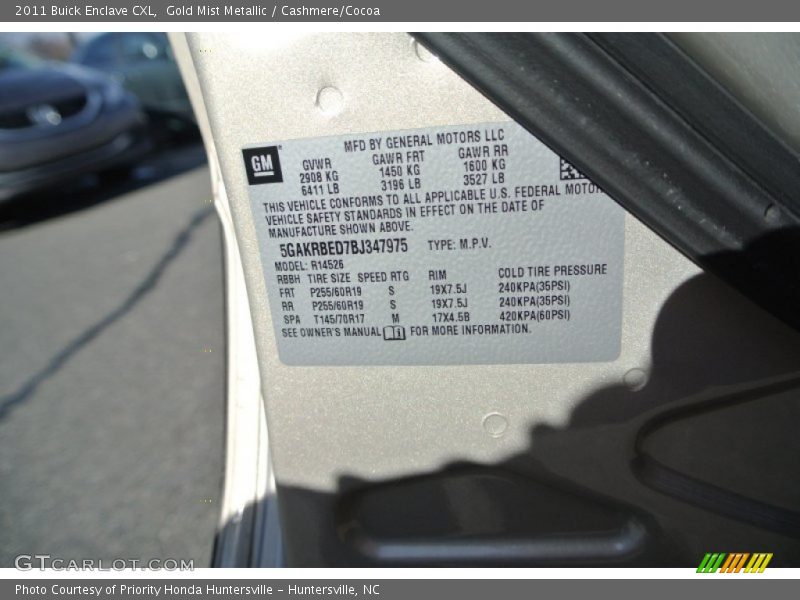 2011 Buick Enclave CXL, Gold Mist Metallic / Cashmere/Cocoa
GM
MFD BY GENERAL MOTORS LLC
GVWR GAWR FRT GAWR RR
2908 KG 1450 KG 1600 KG
6411 LB 3196 LB 3527 LB
THIS VEHICLE CONFORMS TO ALL APPLICABLE U.S. FEDERAL MOTOR
VEHICLE SAFETY STANDARDS IN EFFECT ON THE DATE OF
MANUFACTURE SHOWN ABOVE.
5GAKRBED7BJ347975 TYPE: M.P.V.
MODEL: R14526
RBBH TIRE SIZE SPEED RTG RIM COLD TIRE PRESSURE
FRT P255/60R19 S 19X7.5J 240KPA(35PSI)
RR P255/60R19 S 19X7.5J 240KPA(35PSI)
SPA T145/70R17 M 17X4.5B 420KPA(60PSI)
SEE OWNER'S MANUAL i FOR MORE INFORMATION.
GTCarlot.com
Photo Courtesy of Priority Honda Huntersville – Huntersville, NC